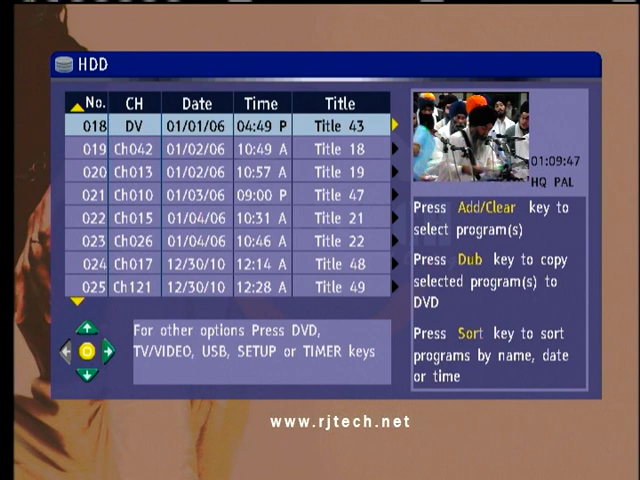 HDD
No. CH Date Time Title
018 DV 01/01/06 04:49 P Title 43
019 Ch042 01/02/06 10:49 A Title 18
020 Ch013 01/02/06 10:57 A Title 19
021 Ch010 01/03/06 09:00 P Title 47
022 Ch015 01/04/06 10:31 A Title 21
023 Ch026 01/04/06 10:46 A Title 22
024 Ch017 12/30/10 12:14 A Title 48
025 Ch121 12/30/10 12:28 A Title 49
01:09:47
HQ PAL
Press Add/Clear key to
select program(s)
Press Dub key to copy
selected program(s) to
DVD
Press Sort key to sort
programs by name, date
or time
For other options Press DVD,
TV/VIDEO, USB, SETUP or TIMER keys
www.rjtech.net